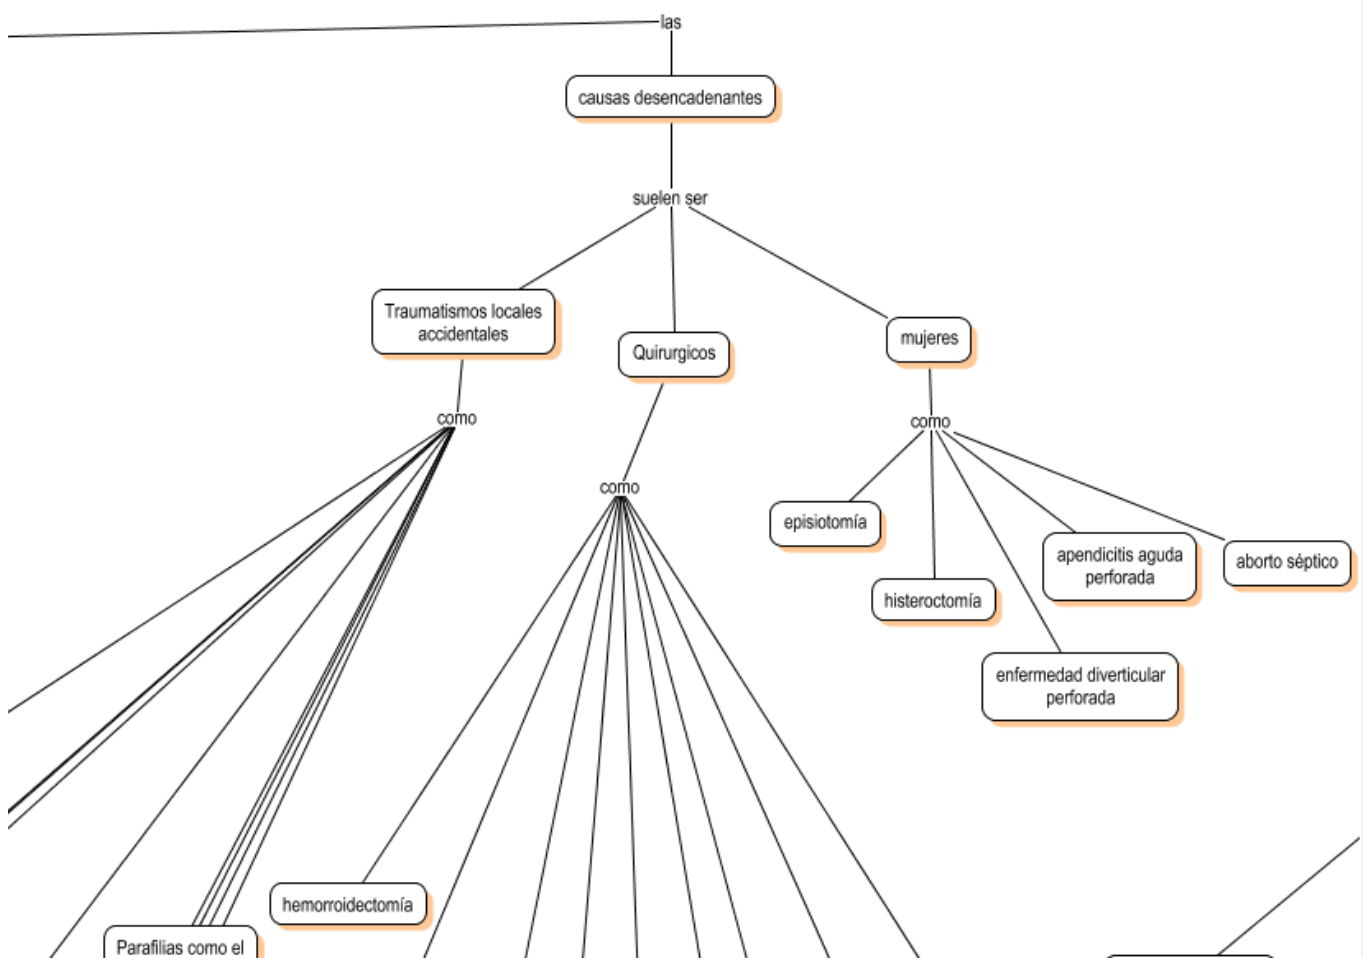 las
causas desencadenantes
suelen ser
Traumatismos locales
accidentales
Quirurgicos
mujeres
como
como
como
episiotomía
histeroctomía
apendicitis aguda
perforada
aborto séptico
enfermedad diverticular
perforada
hemorroidectomía
Parafilias como el